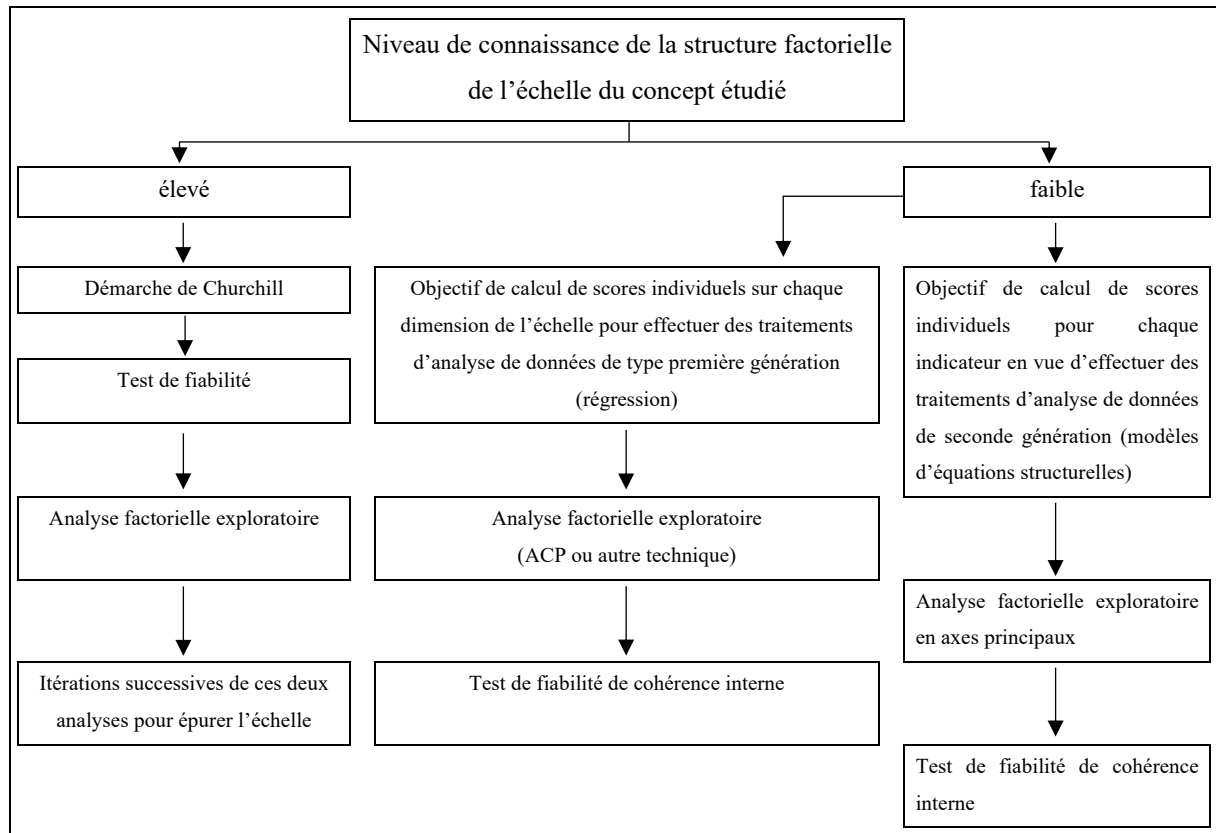 Niveau de connaissance de la structure factorielle
de l’échelle du concept étudié
élevé
faible
Démarche de Churchill
Test de fiabilité
Analyse factorielle exploratoire
Itérations successives de ces deux
analyses pour épurer l’échelle
Objectif de calcul de scores individuels sur chaque
dimension de l’échelle pour effectuer des traitements
d’analyse de données de type première génération
(régression)
Analyse factorielle exploratoire
(ACP ou autre technique)
Test de fiabilité de cohérence interne
Objectif de calcul de scores
individuels pour chaque
indicateur en vue d’effectuer des
traitements d’analyse de données
de seconde génération (modèles
d’équations structurelles)
Analyse factorielle exploratoire
en axes principaux
Test de fiabilité de cohérence
interne